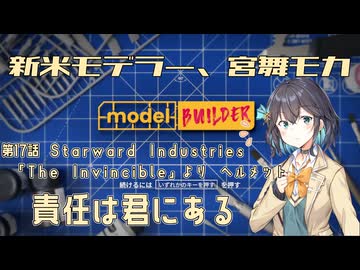 新米モデラー、宮舞モカ
model BUILDER
第17話 Starward Industries
「The Invincible」より ヘルメット
続けるには いずれかのキーを押す を押す
責任は君にある